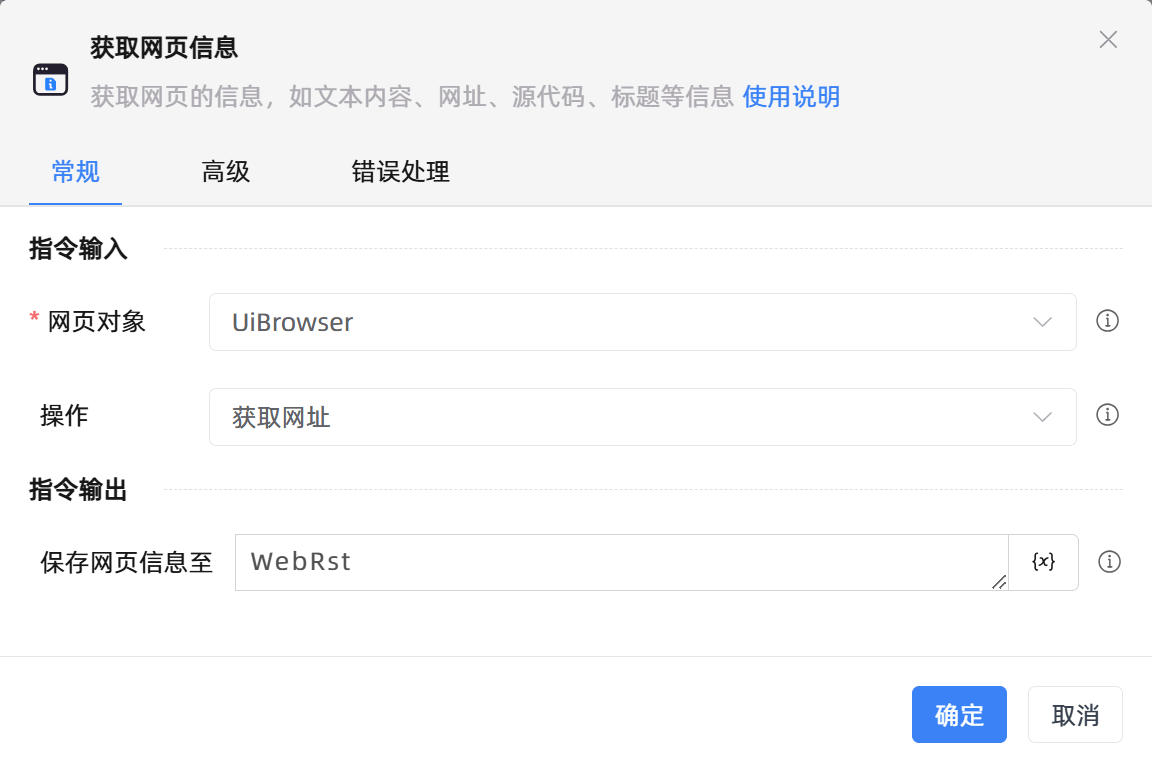 获取网页信息
获取网页的信息，如文本内容、网址、源代码、标题等信息 使用说明
常规 高级 错误处理
指令输入
* 网页对象 UiBrowser
操作 获取网址
指令输出
保存网页信息至 WebRst {x}
确定 取消